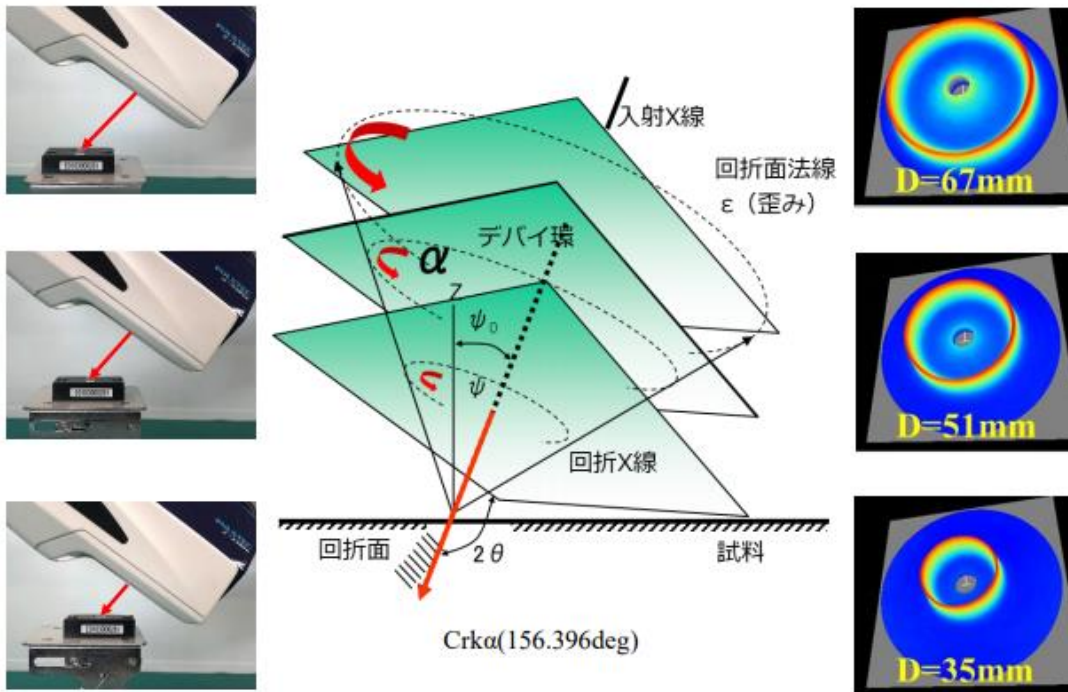 入射X線
回折面法線
ε（歪み）
デバイ環
α
Z
ψ₀
ψ
回折X線
回折面
2θ
試料
Crkα(156.396deg)
D=67mm
D=51mm
D=35mm